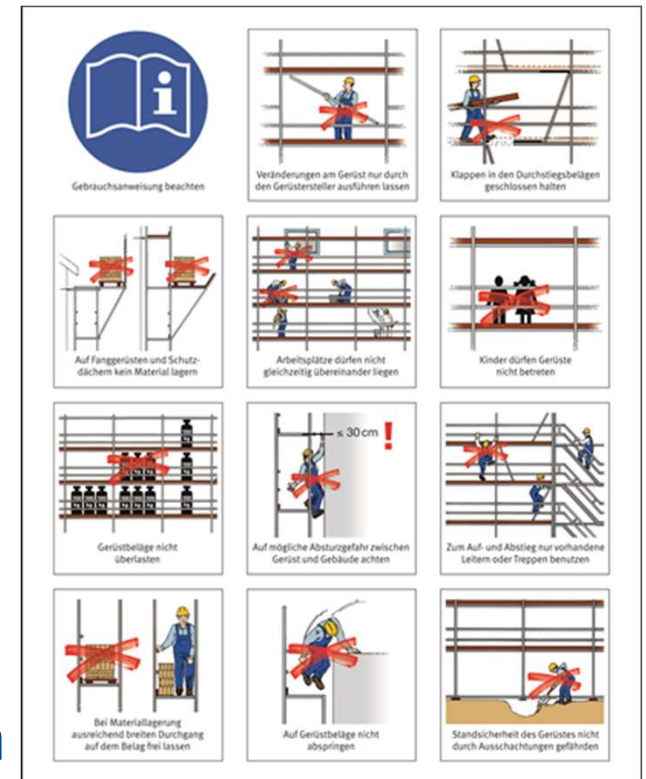 Gebrauchsanweisung beachten
Veränderungen am Gerüst nur durch
den Gerüstersteller ausführen lassen
Klappen in den Durchstiegsbelägen
geschlossen halten
Auf Fanggerüsten und Schutz-
dächern kein Material lagern
Arbeitsplätze dürfen nicht
gleichzeitig übereinander liegen
Kinder dürfen Gerüste
nicht betreten
Gerüstbeläge nicht
überlasten
≤ 30 cm !
Auf mögliche Absturzgefahr zwischen
Gerüst und Gebäude achten
Zum Auf- und Abstieg nur vorhandene
Leitern oder Treppen benutzen
Bei Materiallagerung
ausreichend breiten Durchgang
auf dem Belag frei lassen
Auf Gerüstbeläge nicht
abspringen
Standsicherheit des Gerüstes nicht
durch Ausschachtungen gefährden